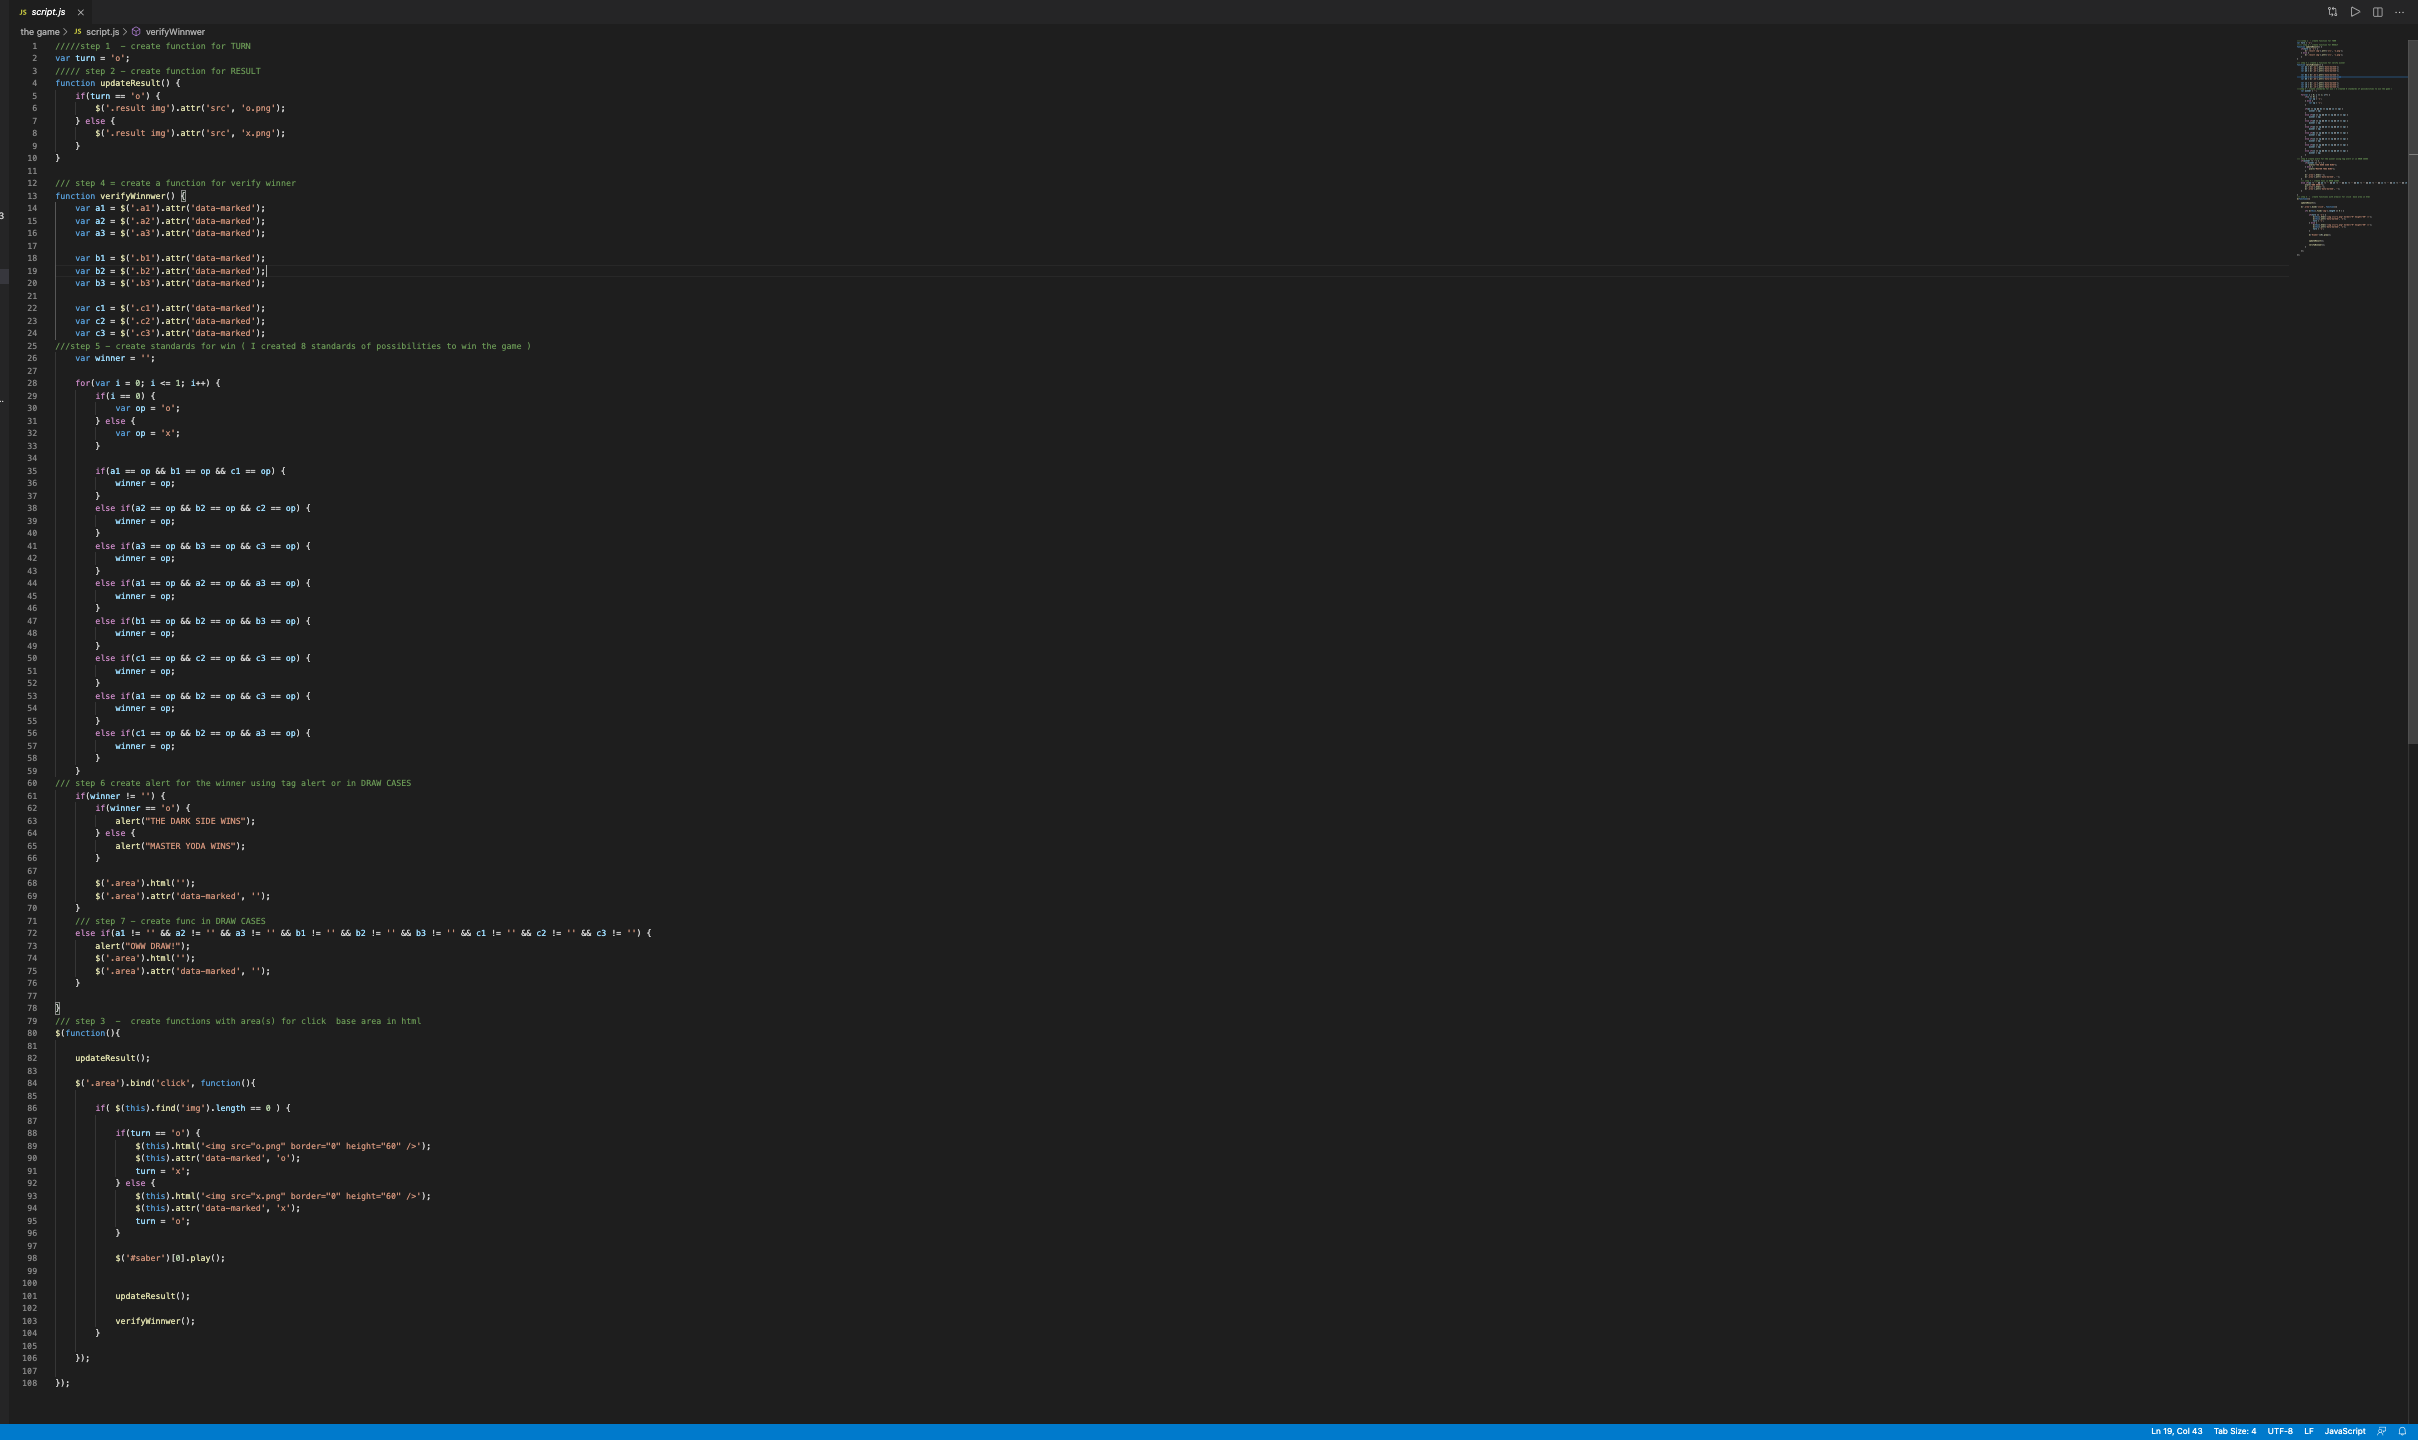 JS script.js ×
the game > JS script.js > verifyWinnwer
1 /////step 1  - create function for TURN
2 var turn = 'o';
3 ///// step 2 - create function for RESULT
4 function updateResult() {
5     if(turn == 'o') {
6         $('.result img').attr('src', 'o.png');
7     } else {
8         $('.result img').attr('src', 'x.png');
9     }
10 }
11
12 /// step 4 = create a function for verify winner
13 function verifyWinnwer() {
14     var a1 = $('.a1').attr('data-marked');
15     var a2 = $('.a2').attr('data-marked');
16     var a3 = $('.a3').attr('data-marked');
17
18     var b1 = $('.b1').attr('data-marked');
19     var b2 = $('.b2').attr('data-marked');
20     var b3 = $('.b3').attr('data-marked');
21
22     var c1 = $('.c1').attr('data-marked');
23     var c2 = $('.c2').attr('data-marked');
24     var c3 = $('.c3').attr('data-marked');
25 ///step 5 - create standards for win ( I created 8 standards of possibilities to win the game )
26     var winner = '';
27
28     for(var i = 0; i <= 1; i++) {
29         if(i == 0) {
30             var op = 'o';
31         } else {
32             var op = 'x';
33         }
34
35         if(a1 == op && b1 == op && c1 == op) {
36             winner = op;
37         }
38         else if(a2 == op && b2 == op && c2 == op) {
39             winner = op;
40         }
41         else if(a3 == op && b3 == op && c3 == op) {
42             winner = op;
43         }
44         else if(a1 == op && a2 == op && a3 == op) {
45             winner = op;
46         }
47         else if(b1 == op && b2 == op && b3 == op) {
48             winner = op;
49         }
50         else if(c1 == op && c2 == op && c3 == op) {
51             winner = op;
52         }
53         else if(a1 == op && b2 == op && c3 == op) {
54             winner = op;
55         }
56         else if(c1 == op && b2 == op && a3 == op) {
57             winner = op;
58         }
59     }
60 /// step 6 create alert for the winner using tag alert or in DRAW CASES
61     if(winner != '') {
62         if(winner == 'o') {
63             alert("THE DARK SIDE WINS");
64         } else {
65             alert("MASTER YODA WINS");
66         }
67
68         $('.area').html('');
69         $('.area').attr('data-marked', '');
70     }
71     /// step 7 - create func in DRAW CASES
72     else if(a1 != '' && a2 != '' && a3 != '' && b1 != '' && b2 != '' && b3 != '' && c1 != '' && c2 != '' && c3 != '') {
73         alert("OWW DRAW!");
74         $('.area').html('');
75         $('.area').attr('data-marked', '');
76     }
77
78 }
79 /// step 3  -  create functions with area(s) for click  base area in html
80 $(function(){
81
82     updateResult();
83
84     $('.area').bind('click', function(){
85
86         if( $(this).find('img').length == 0 ) {
87
88             if(turn == 'o') {
89                 $(this).html('<img src="o.png" border="0" height="60" />');
90                 $(this).attr('data-marked', 'o');
91                 turn = 'x';
92             } else {
93                 $(this).html('<img src="x.png" border="0" height="60" />');
94                 $(this).attr('data-marked', 'x');
95                 turn = 'o';
96             }
97
98             $('#saber')[0].play();
99
100
101             updateResult();
102
103             verifyWinnwer();
104         }
105
106     });
107
108 });
Ln 19, Col 43 Tab Size: 4 UTF-8 LF JavaScript